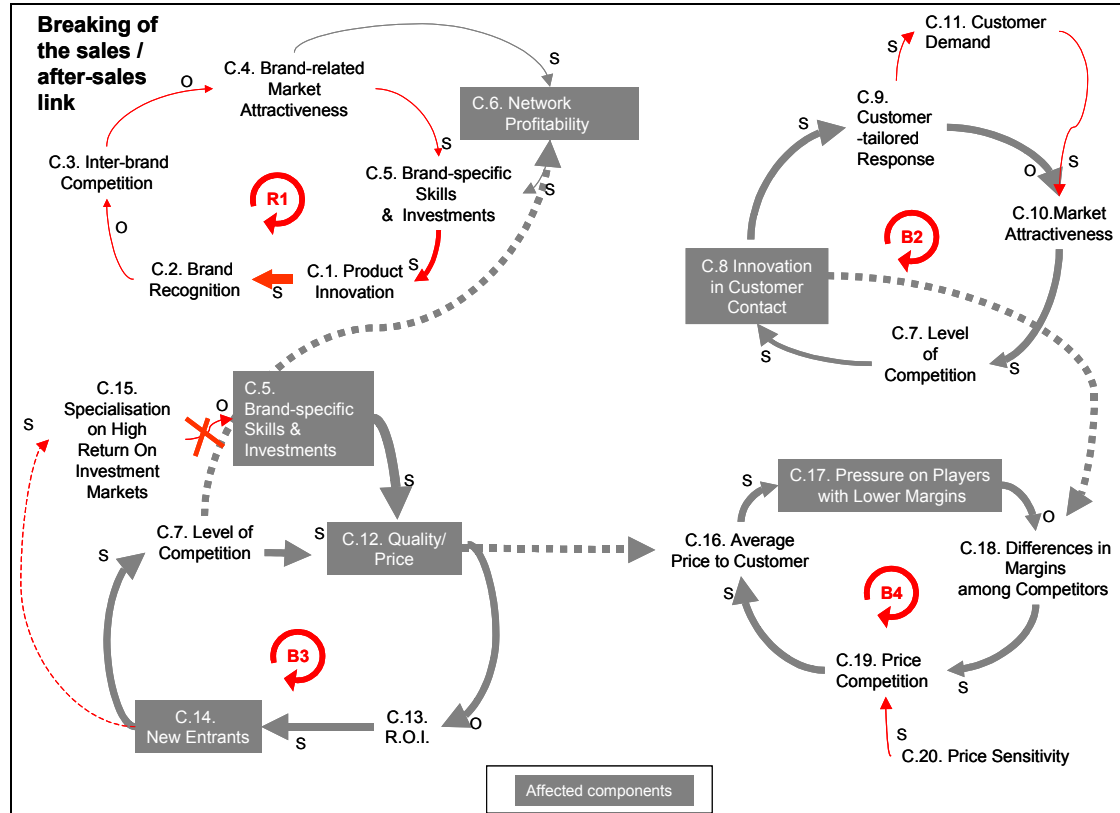 Breaking of
the sales /
after-sales
link
O
C.4. Brand-related
Market
Attractiveness
S
C.6. Network
Profitability
C.3. Inter-brand
Competition
R1
S
C.5. Brand-specific
Skills
& Investments
S
O
C.2. Brand
Recognition
S
C.1. Product
Innovation
S
C.11. Customer
Demand
S
C.9.
Customer
-tailored
Response
S
O
S
C.10.Market
Attractiveness
B2
C.8 Innovation
in Customer
Contact
S
C.7. Level
of
Competition
S
C.15.
Specialisation
on High
Return On
Investment
Markets
S
O
C.5.
Brand-specific
Skills &
Investments
S
C.7. Level of
Competition
S
C.12. Quality/
Price
S
B3
C.14.
New Entrants
S
C.13.
R.O.I.
O
C.17. Pressure on Players
with Lower Margins
S
O
C.16. Average
Price to Customer
S
C.18. Differences in
Margins
among Competitors
B4
C.19. Price
Competition
S
S
C.20. Price Sensitivity
Affected components